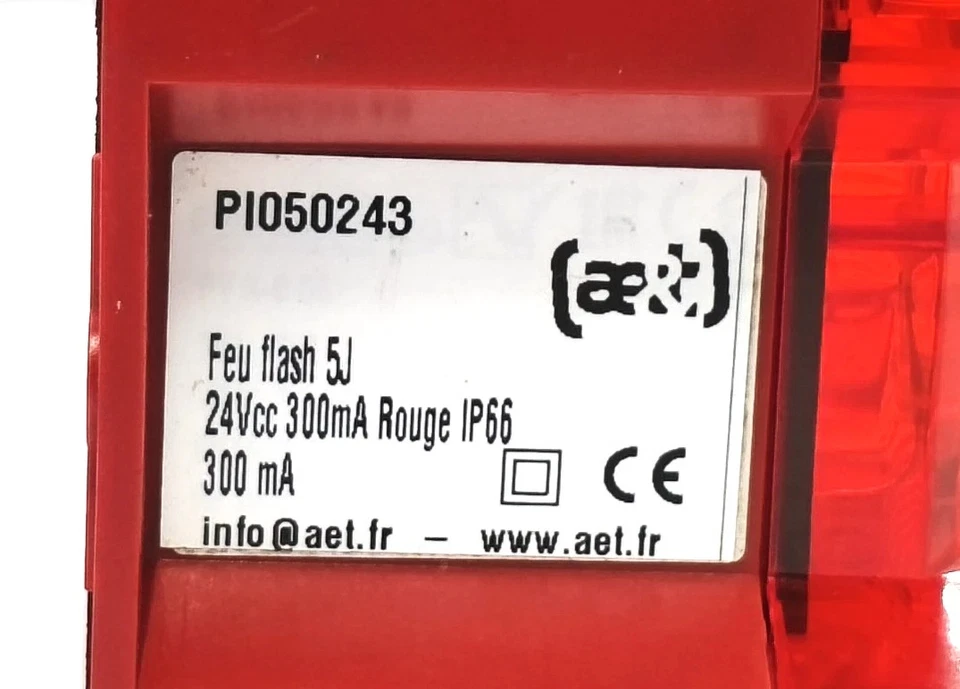 PI050243
(æ&t)
Feu flash 5J
24Vcc 300mA Rouge IP66
300 mA
CE
info@aet.fr – www.aet.fr